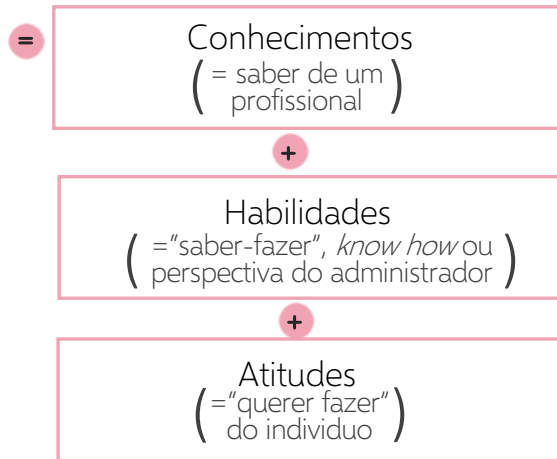 =
Conhecimentos
( = saber de um
profissional )
+
Habilidades
( ="saber-fazer", know how ou
perspectiva do administrador )
+
Atitudes
( ="querer fazer"
do individuo )